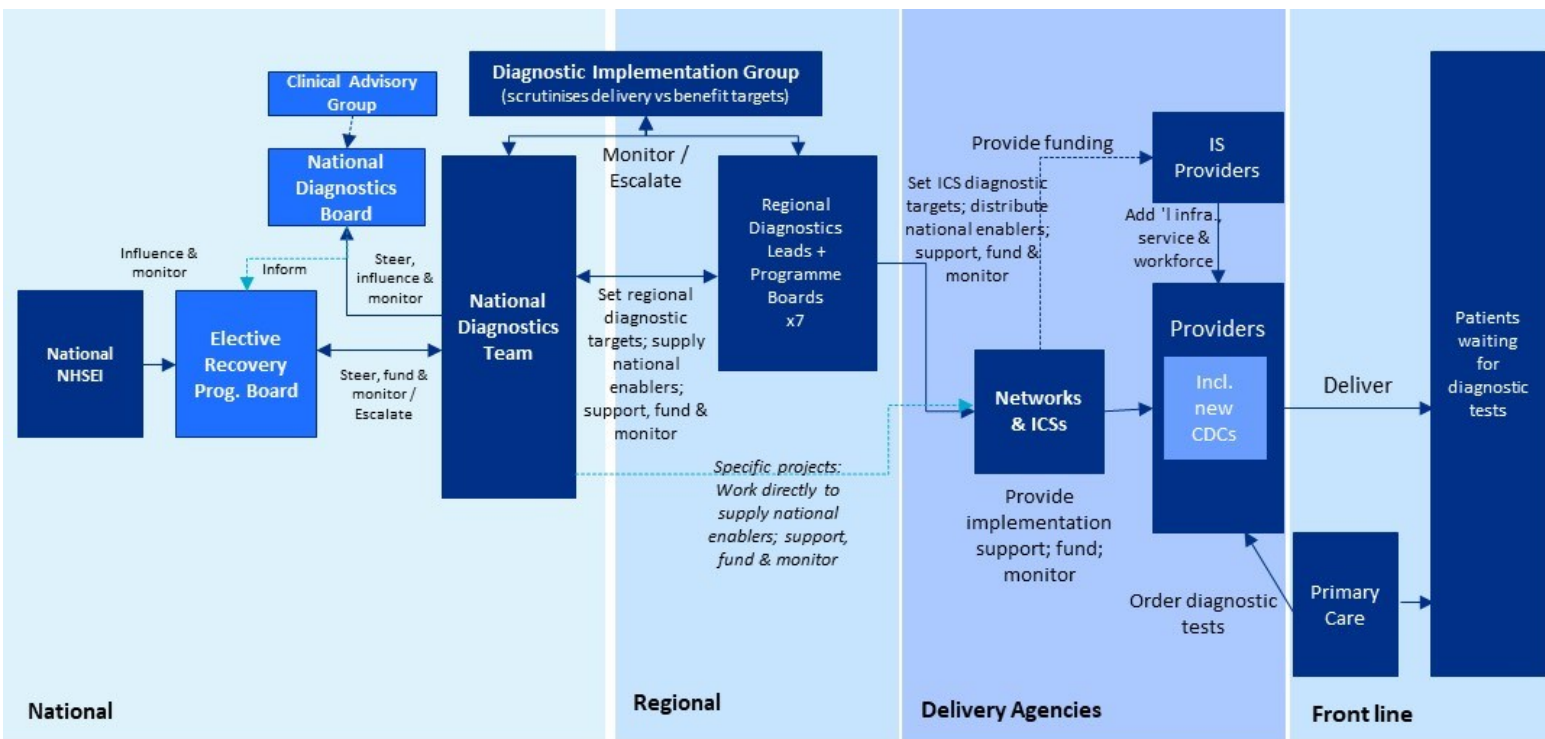 Clinical Advisory
Group
National
Diagnostics
Board
Influence &
monitor
Inform
Steer,
influence &
monitor
National
NHSEI
Elective
Recovery
Prog. Board
Steer, fund &
monitor /
Escalate
National
Diagnostics
Team
Diagnostic Implementation Group
(scrutinises delivery vs benefit targets)
Monitor /
Escalate
Set regional
diagnostic
targets; supply
national
enablers;
support, fund &
monitor
Regional
Diagnostics
Leads +
Programme
Boards
x7
Specific projects:
Work directly to
supply national
enablers; support,
fund & monitor
Provide funding
Set ICS diagnostic
targets; distribute
national enablers;
support, fund &
monitor
IS
Providers
Add 'l infra.,
service &
workforce
Networks
& ICSs
Provide
implementation
support; fund;
monitor
Providers
Incl.
new
CDCs
Order diagnostic
tests
Deliver
Primary
Care
Patients
waiting
for
diagnostic
tests
National
Regional
Delivery Agencies
Front line